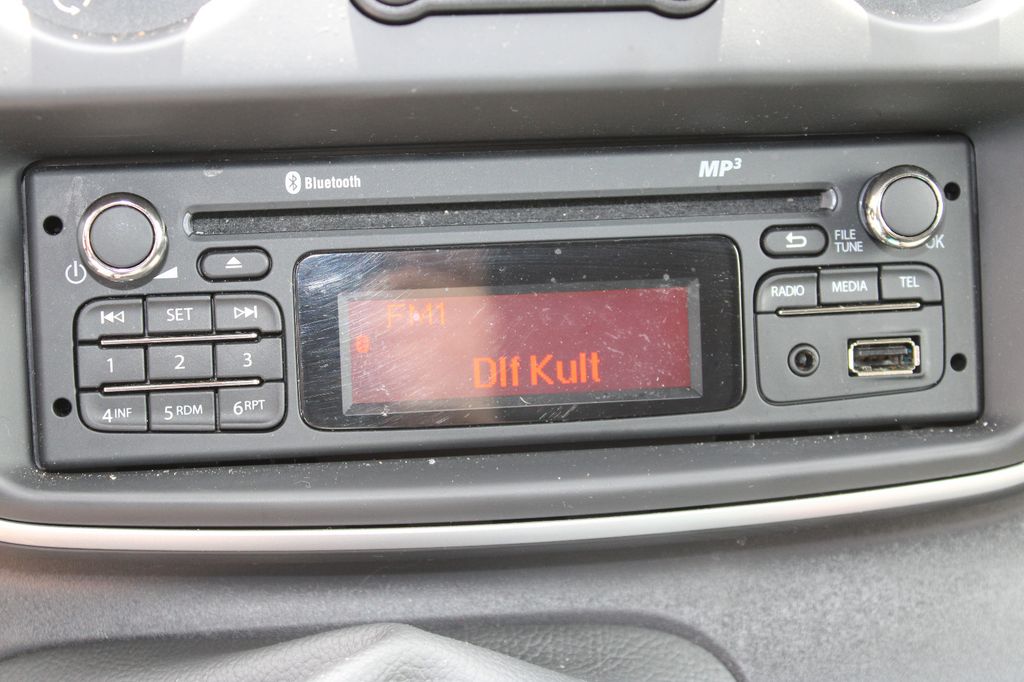 Bluetooth
MP3
FILE
TUNE
OK
SET
RADIO
MEDIA
TEL
FM1
1
2
3
Dlf Kult
4 INF
5 RDM
6 RPT